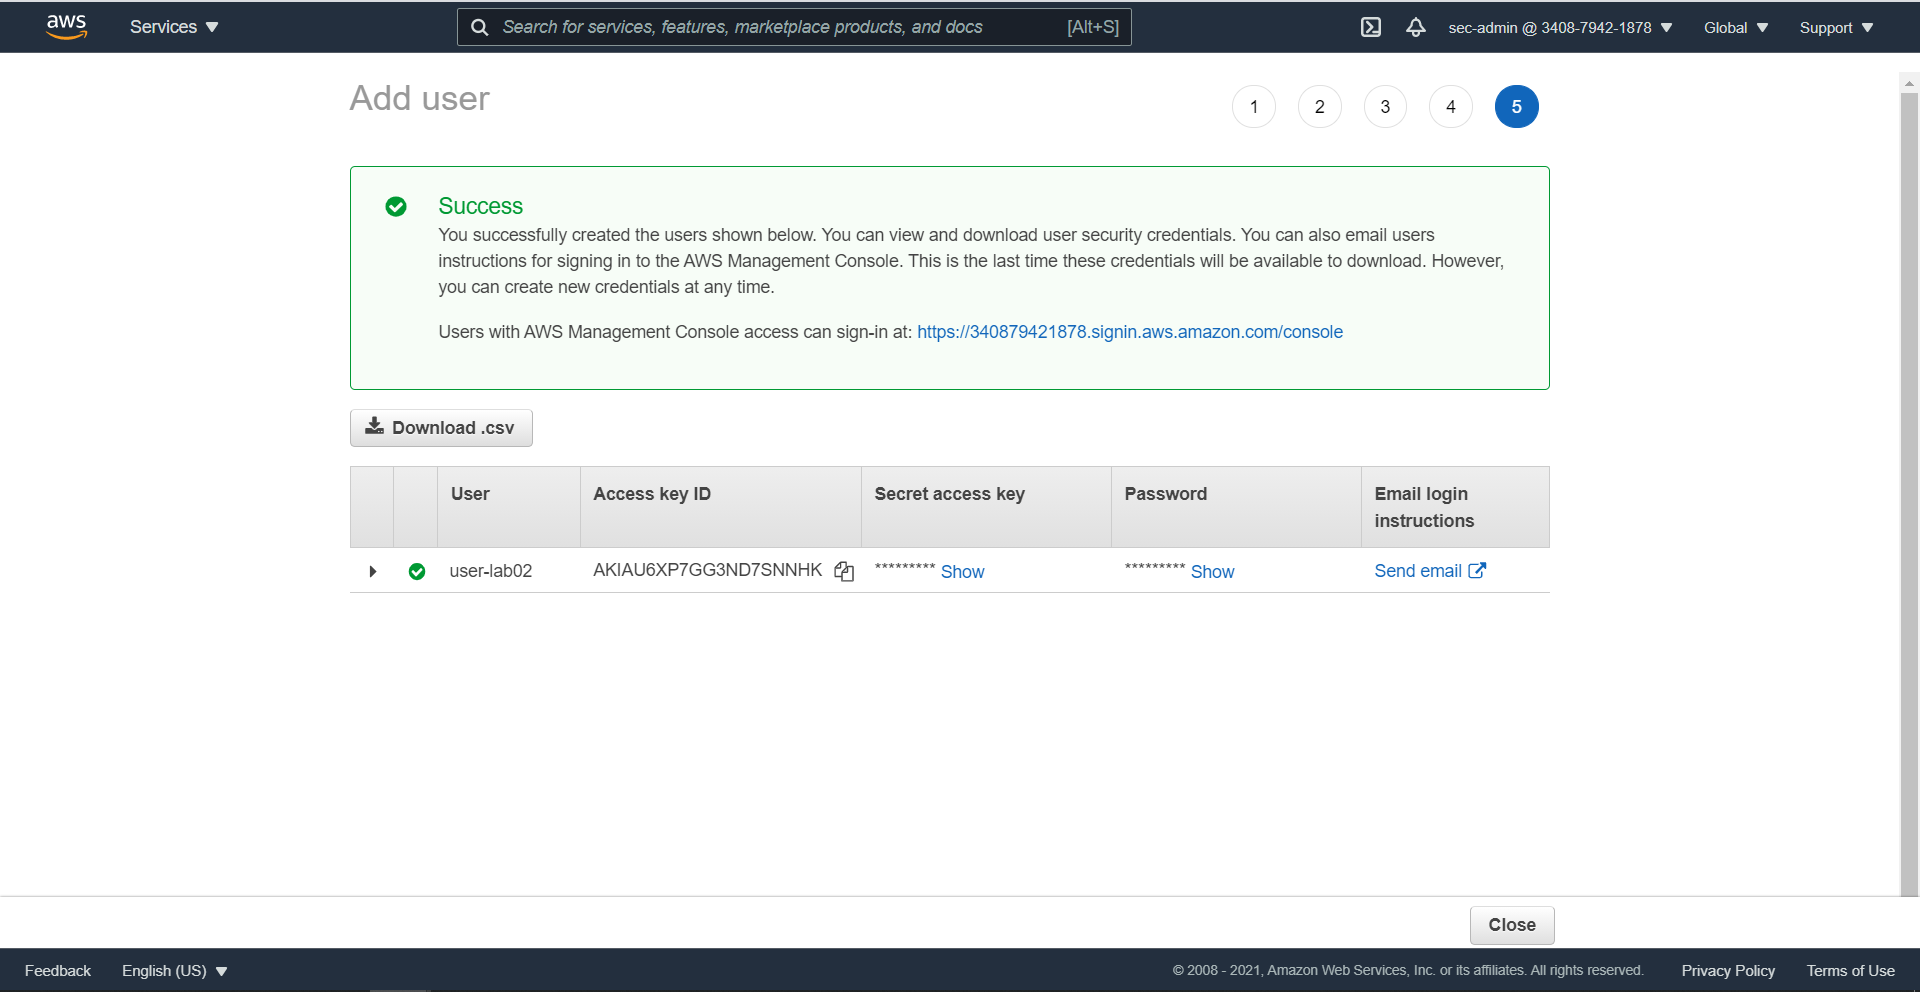 aws
Services
Search for services, features, marketplace products, and docs [Alt+S]
sec-admin @ 3408-7942-1878
Global
Support
Add user
1 2 3 4 5
Success
You successfully created the users shown below. You can view and download user security credentials. You can also email users
instructions for signing in to the AWS Management Console. This is the last time these credentials will be available to download. However,
you can create new credentials at any time.
Users with AWS Management Console access can sign-in at: https://340879421878.signin.aws.amazon.com/console
Download .csv
User Access key ID Secret access key Password Email login
instructions
user-lab02 AKIAU6XP7GG3ND7SNNHK ********* Show ********* Show Send email
Close
Feedback English (US) © 2008 - 2021, Amazon Web Services, Inc. or its affiliates. All rights reserved. Privacy Policy Terms of Use